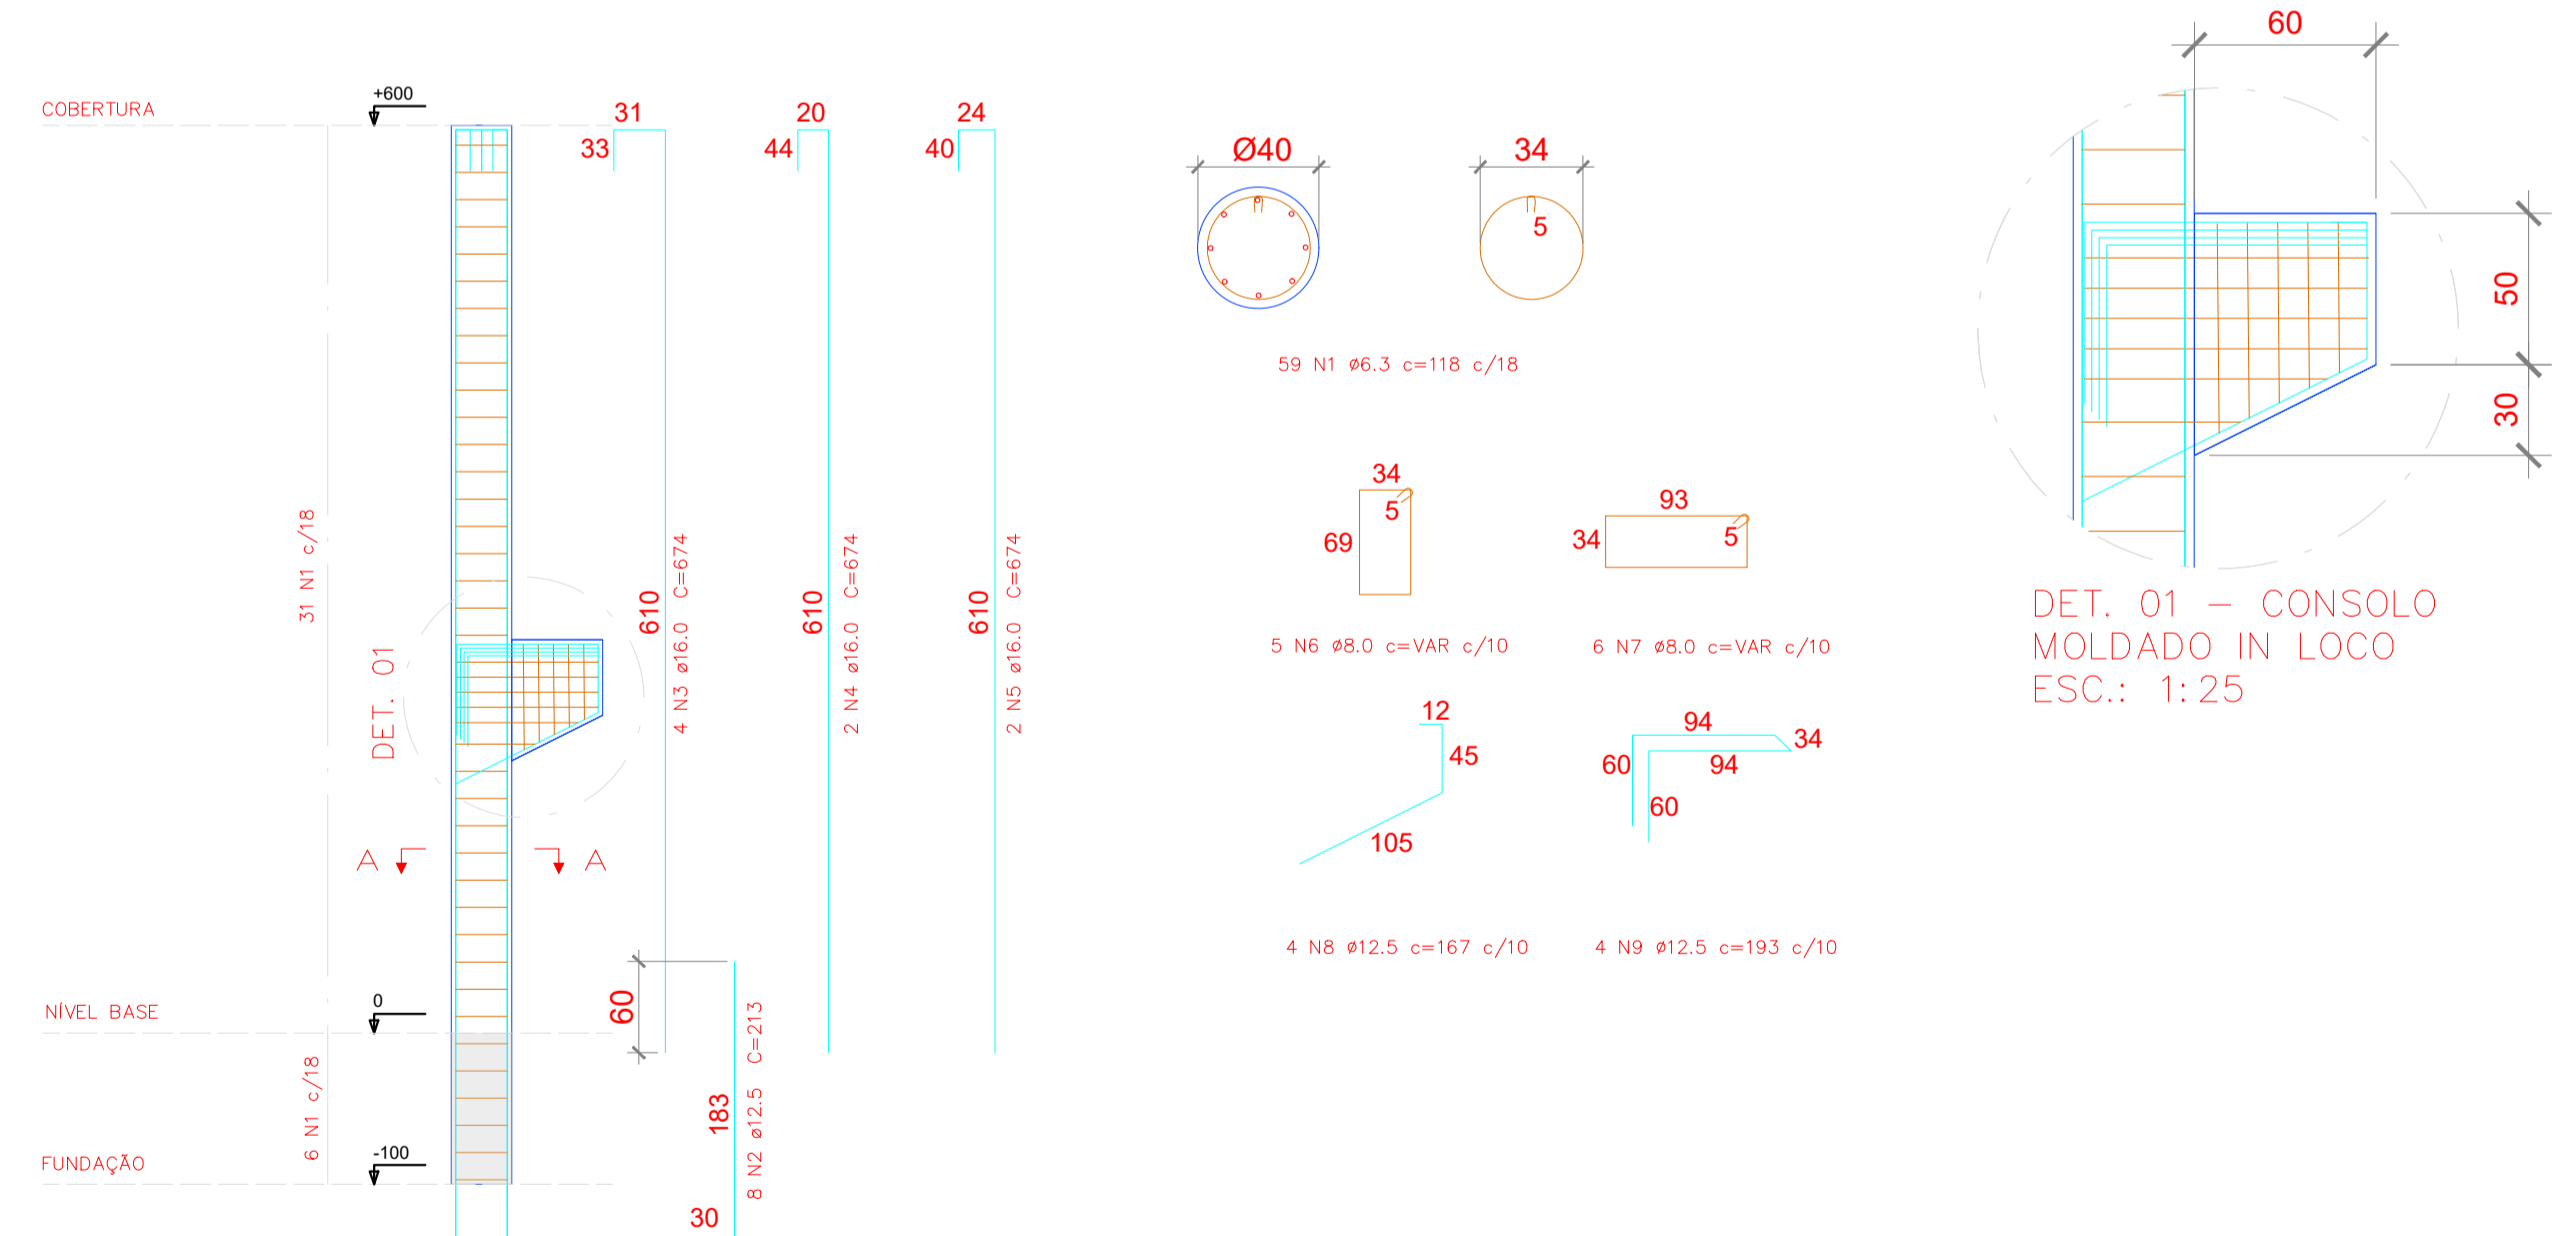 COBERTURA
+600
31 N1 c/18
DET. 01
A
A
NÍVEL BASE
0
6 N1 c/18
FUNDAÇÃO
-100
31
33
610
4 N3 ø16.0 C=674
20
44
610
2 N4 ø16.0 C=674
24
40
610
2 N5 ø16.0 C=674
60
183
30
8 N2 ø12.5 C=213
Ø40
34
5
59 N1 ø6.3 c=118 c/18
34
5
69
5 N6 ø8.0 c=VAR c/10
93
34
5
6 N7 ø8.0 c=VAR c/10
12
45
105
4 N8 ø12.5 c=167 c/10
94
34
60
94
60
4 N9 ø12.5 c=193 c/10
60
50
30
DET. 01 – CONSOLO
MOLDADO IN LOCO
ESC.: 1:25